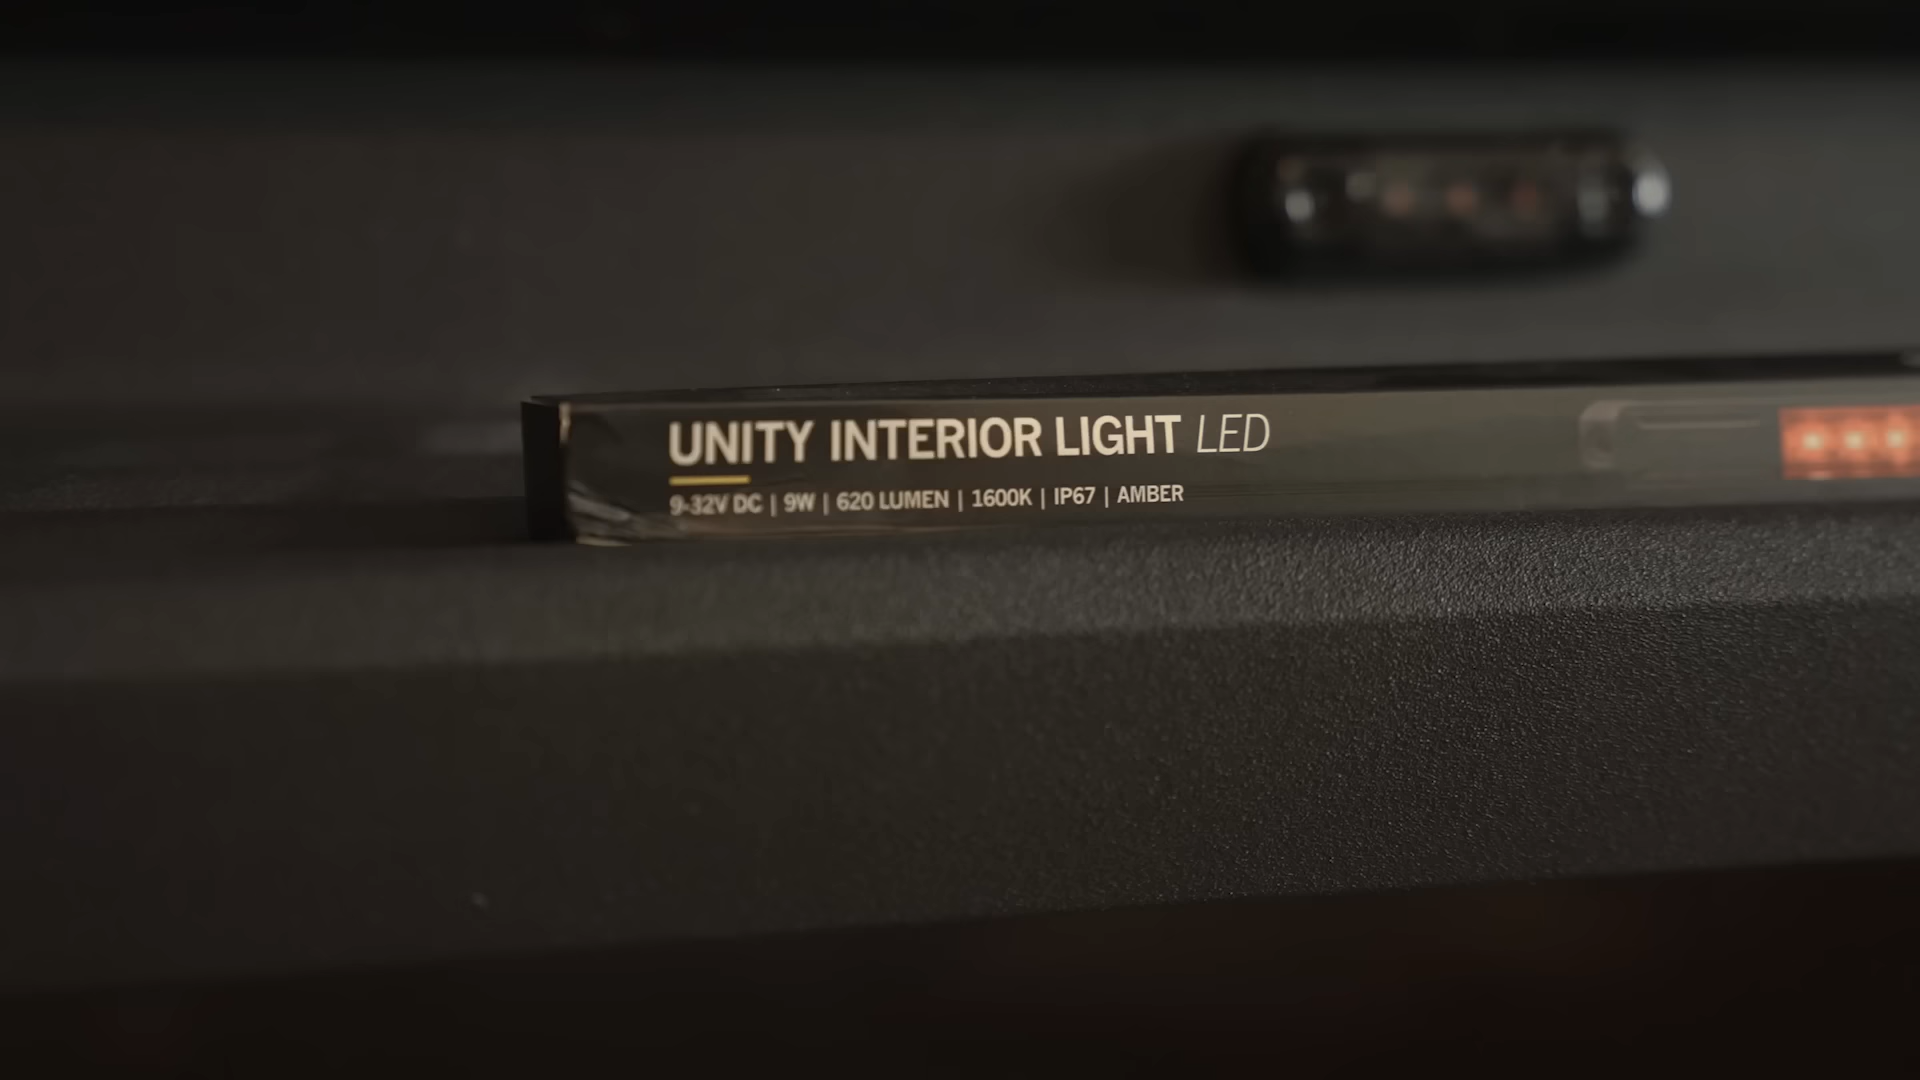 UNITY INTERIOR LIGHT LED
9-32V DC | 9W | 620 LUMEN | 1600K | IP67 | AMBER